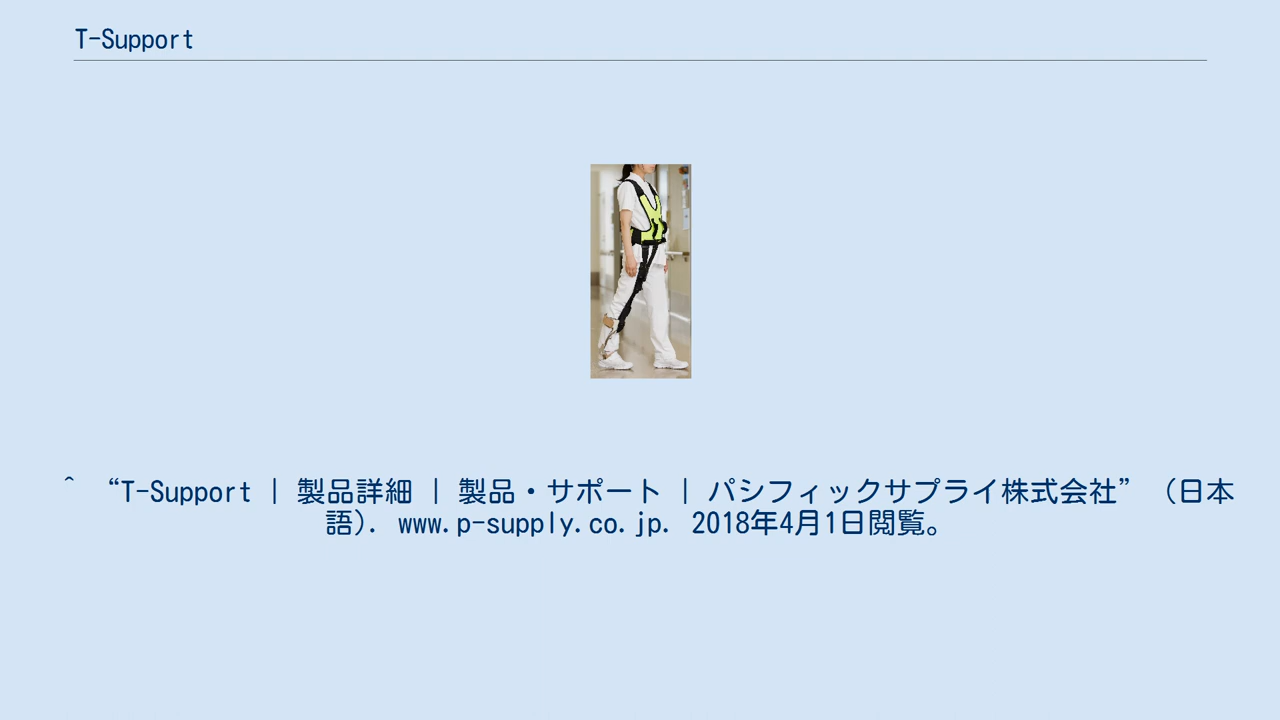 T-Support
^ “T-Support | 製品詳細 | 製品・サポート | パシフィックサプライ株式会社” (日本
語). www.p-supply.co.jp. 2018年4月1日閲覧。